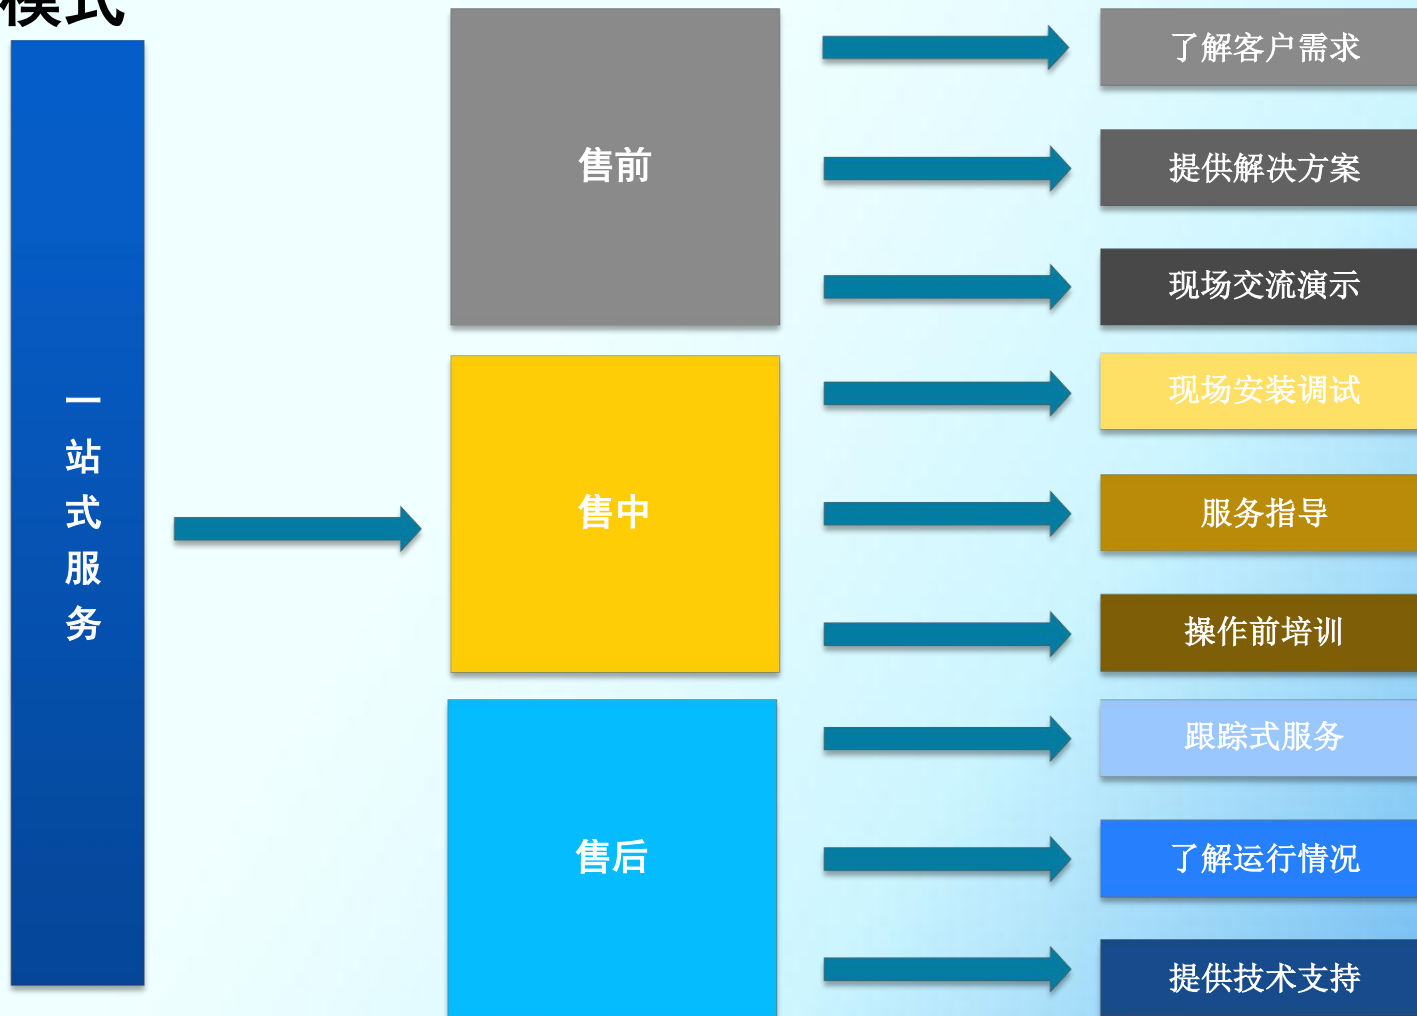 模式
一站式服务
售前
了解客户需求
提供解决方案
现场交流演示
售中
现场安装调试
服务指导
操作前培训
售后
跟踪式服务
了解运行情况
提供技术支持